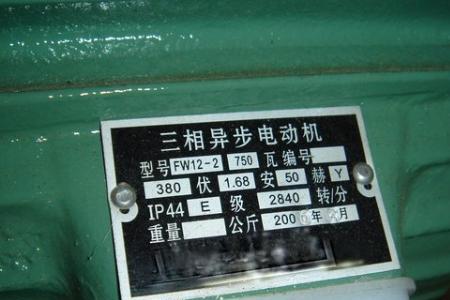 三相异步电动机
型号 FW12-2 750 瓦 编号
380 伏 1.68 安 50 赫 Y
IP44 E 级 2840 转/分
重量 公斤 200 年 月